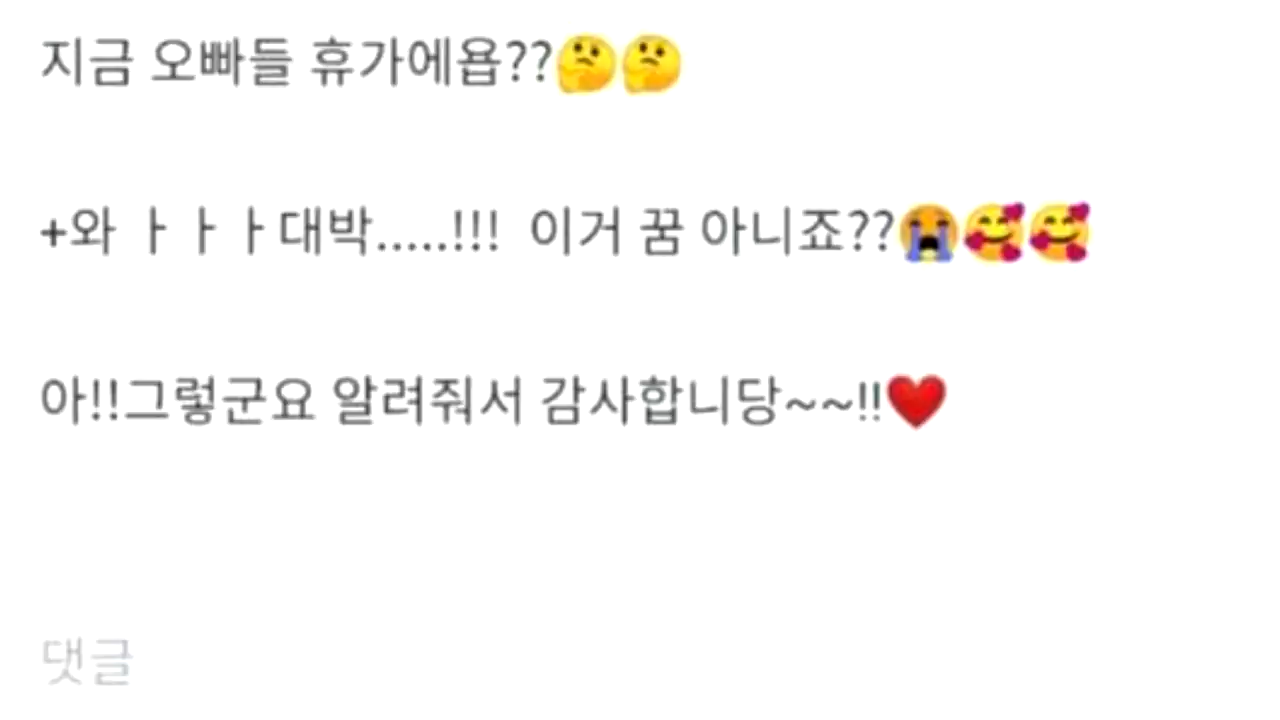 지금 오빠들 휴가에욥??🤔🤔
+와 ㅏㅏㅏ대박.....!!! 이거 꿈 아니죠??😭🥰🥰
아!!그렇군요 알려줘서 감사합니당~~!!❤️
댓글